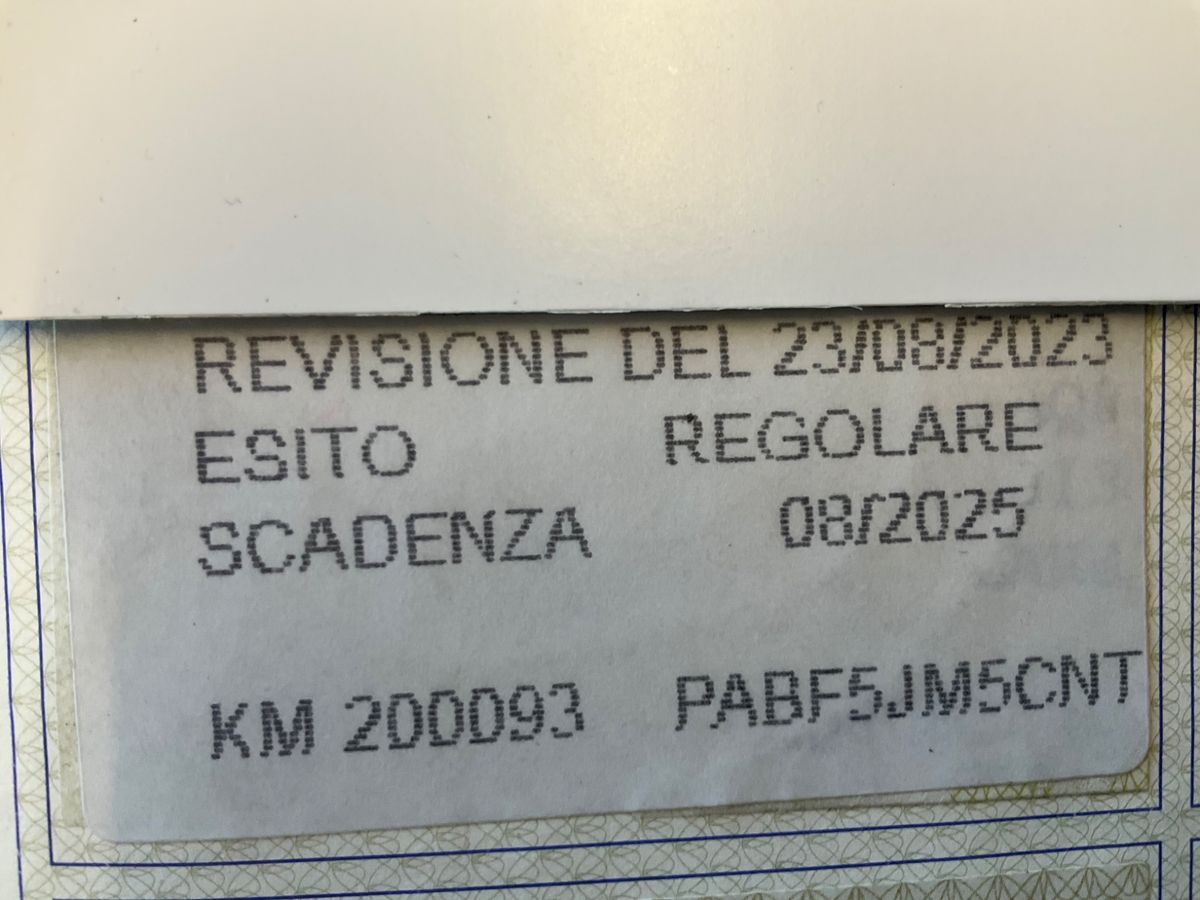 REVISIONE DEL 23/08/2023
ESITO REGOLARE
SCADENZA 08/2025
KM 200093 PABF5JM5CNT